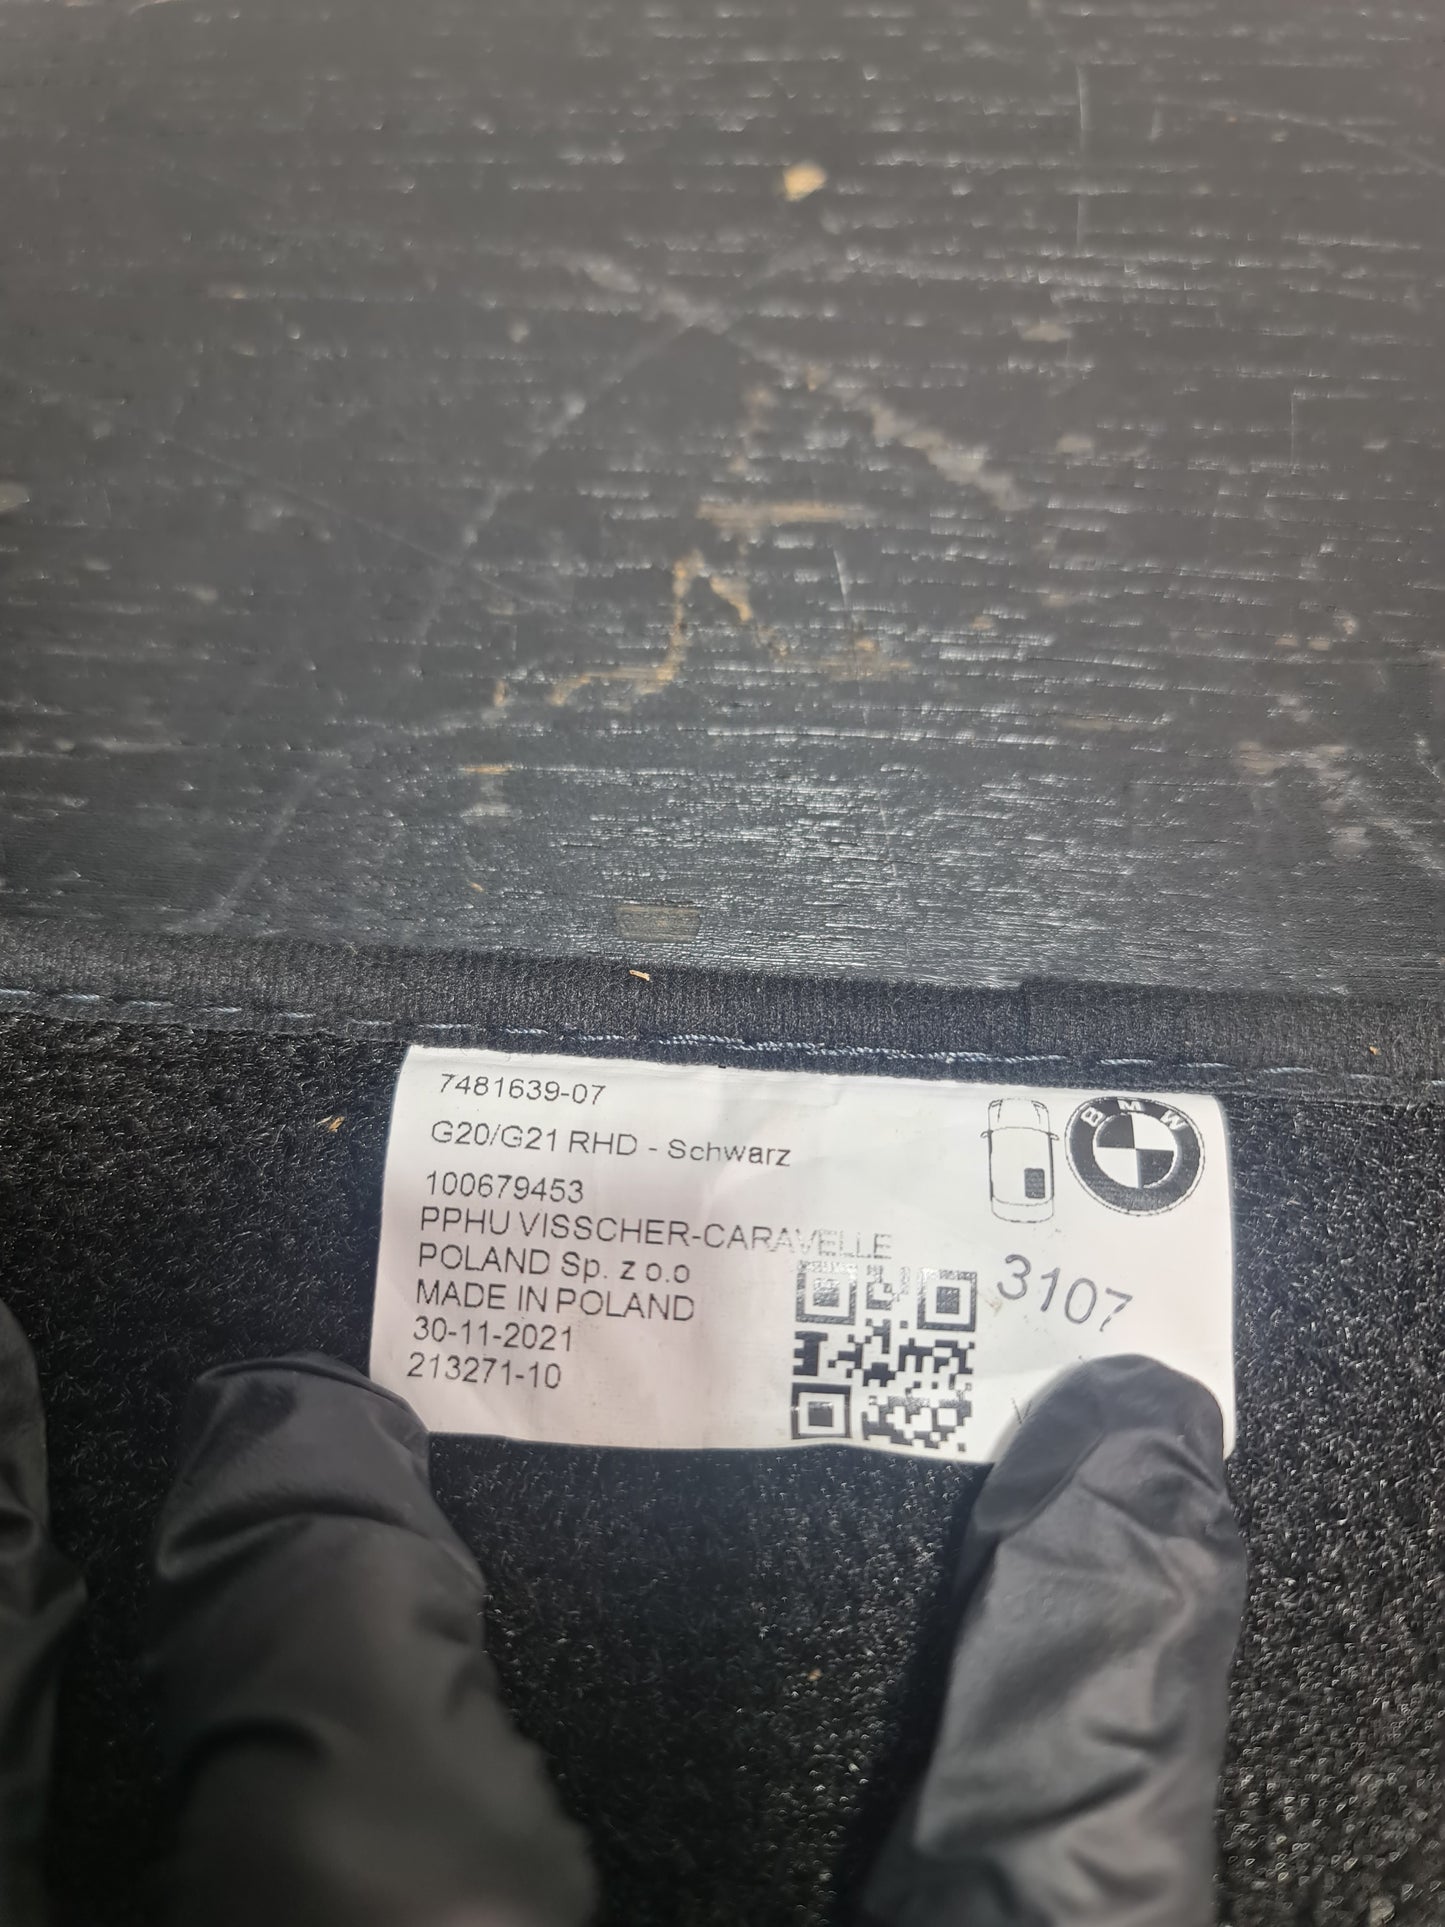 7481639-07
G20/G21 RHD - Schwarz
100679453
PPHU VISSCHER-CARAVELLE
POLAND Sp. z o.o
MADE IN POLAND
30-11-2021
213271-10
BMW
3107